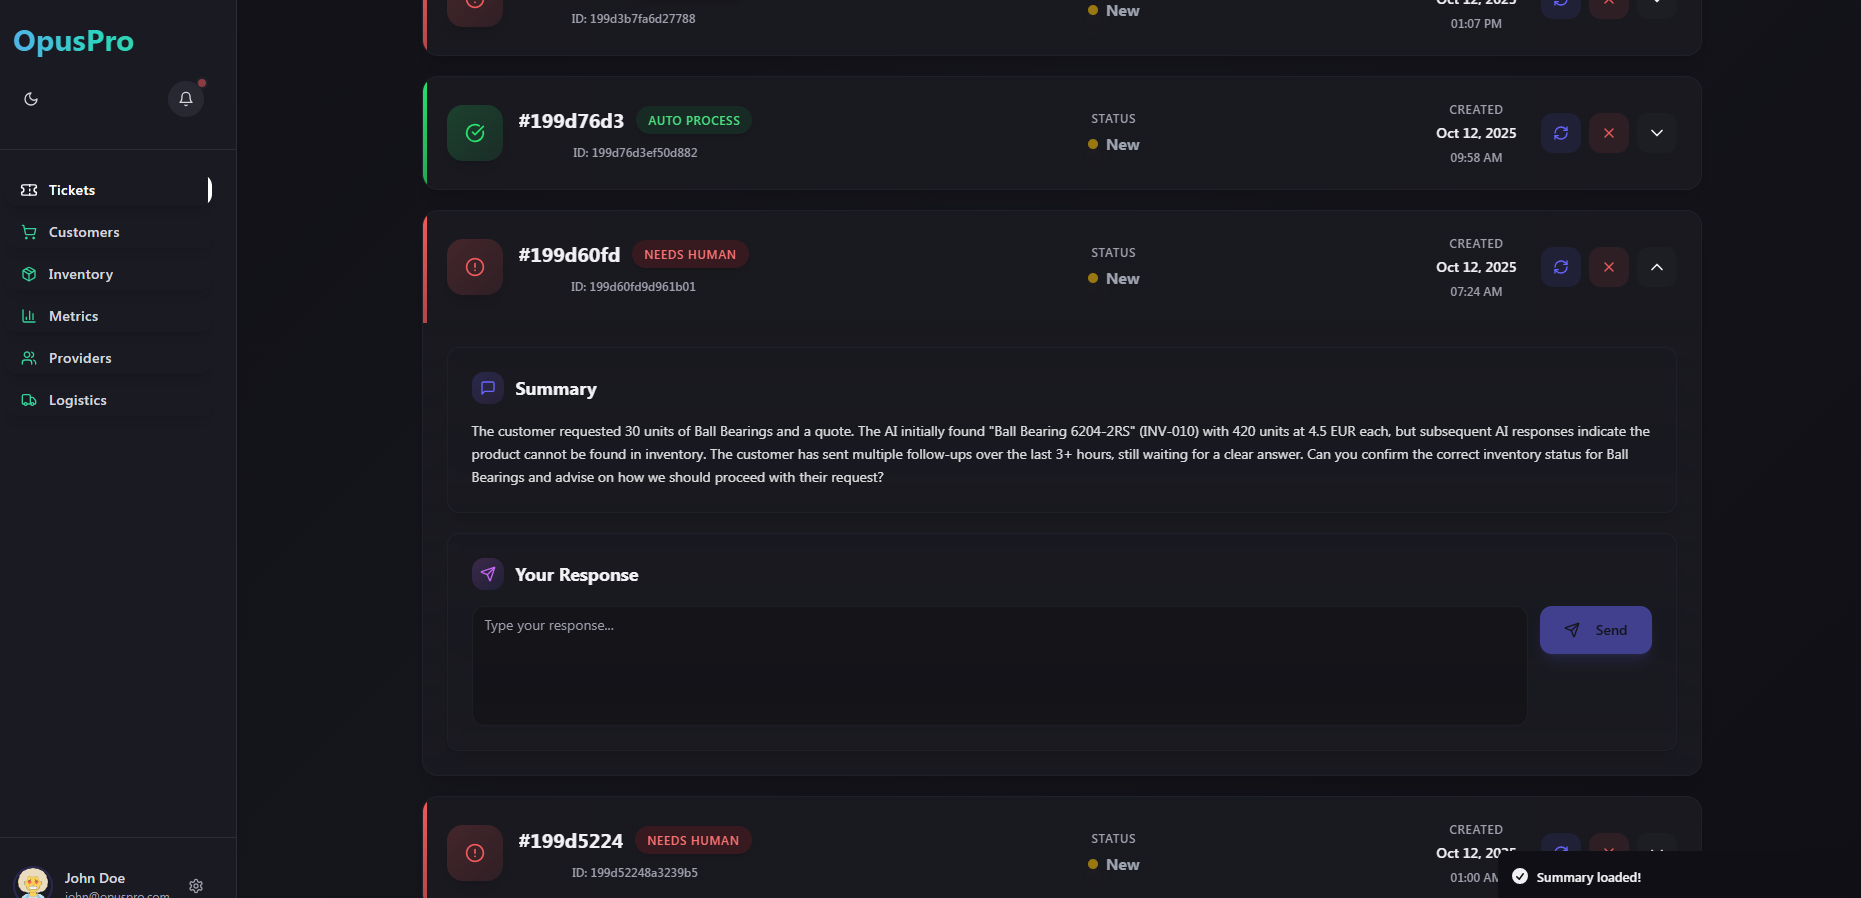 OpusPro
Tickets
Customers
Inventory
Metrics
Providers
Logistics
John Doe
john@opuspro.com
ID: 199d3b7fa6d27788
New
Oct 12, 2025
01:07 PM
#199d76d3
AUTO PROCESS
ID: 199d76d3ef50d882
STATUS
New
CREATED
Oct 12, 2025
09:58 AM
#199d60fd
NEEDS HUMAN
ID: 199d60fd9d961b01
STATUS
New
CREATED
Oct 12, 2025
07:24 AM
Summary
The customer requested 30 units of Ball Bearings and a quote. The AI initially found "Ball Bearing 6204-2RS" (INV-010) with 420 units at 4.5 EUR each, but subsequent AI responses indicate the
product cannot be found in inventory. The customer has sent multiple follow-ups over the last 3+ hours, still waiting for a clear answer. Can you confirm the correct inventory status for Ball
Bearings and advise on how we should proceed with their request?
Your Response
Type your response...
Send
#199d5224
NEEDS HUMAN
ID: 199d52248a3239b5
STATUS
New
CREATED
Oct 12, 2025
01:00 AM
Summary loaded!